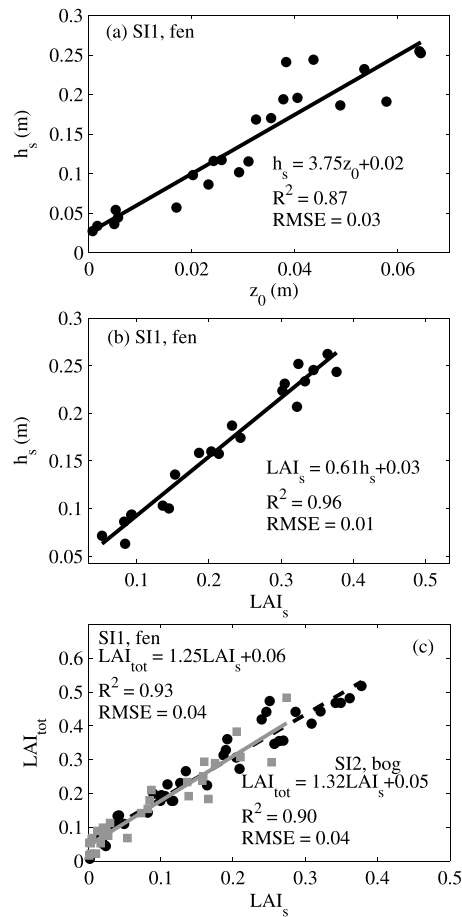 (a) SI1, fen
0.3
0.25
0.2
0.15
0.1
0.05
0
h_s (m)
h_s = 3.75z_0+0.02
R^2 = 0.87
RMSE = 0.03
0 0.02 0.04 0.06
z_0 (m)
(b) SI1, fen
0.3
0.25
0.2
0.15
0.1
0.05
h_s (m)
LAI_s = 0.61h_s+0.03
R^2 = 0.96
RMSE = 0.01
0.1 0.2 0.3 0.4 0.5
LAI_s
SI1, fen
(c)
LAI_tot = 1.25LAI_s+0.06
R^2 = 0.93
RMSE = 0.04
0.6
0.5
0.4
0.3
0.2
0.1
0
LAI_tot
SI2, bog
LAI_tot = 1.32LAI_s+0.05
R^2 = 0.90
RMSE = 0.04
0 0.1 0.2 0.3 0.4 0.5
LAI_s